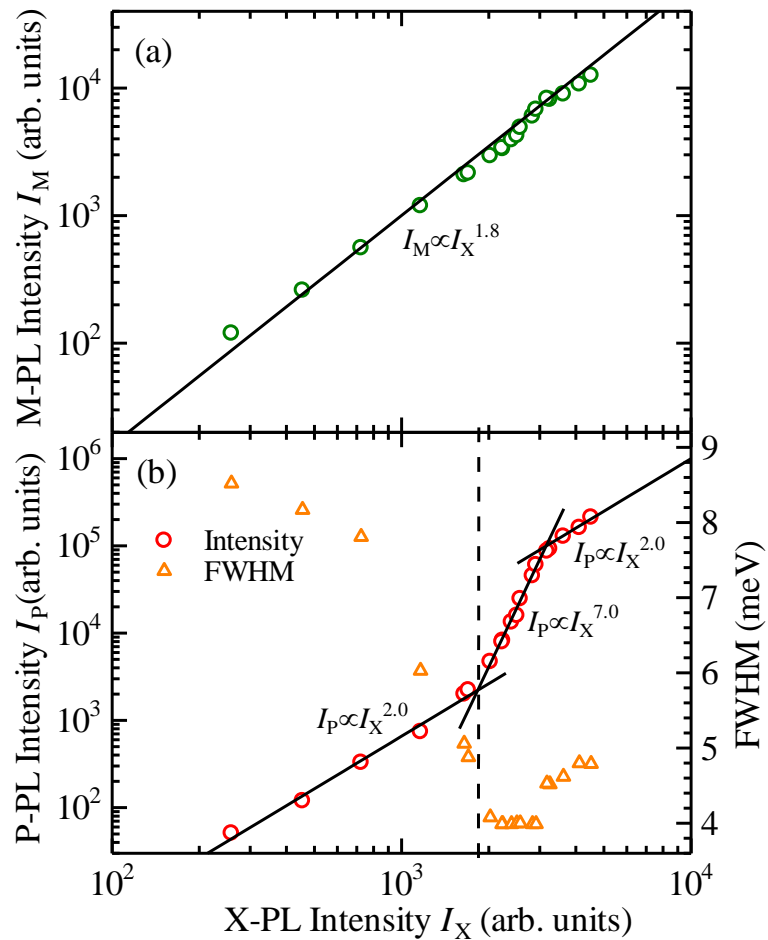 (a)
M-PL Intensity I_M (arb. units)
10^4
10^3
10^2
I_M∝I_X^1.8
(b)
P-PL Intensity I_P(arb. units)
10^6
10^5
10^4
10^3
10^2
Intensity
FWHM
I_P∝I_X^2.0
I_P∝I_X^7.0
I_P∝I_X^2.0
9
8
7
6
5
4
FWHM (meV)
10^2
10^3
10^4
X-PL Intensity I_X (arb. units)